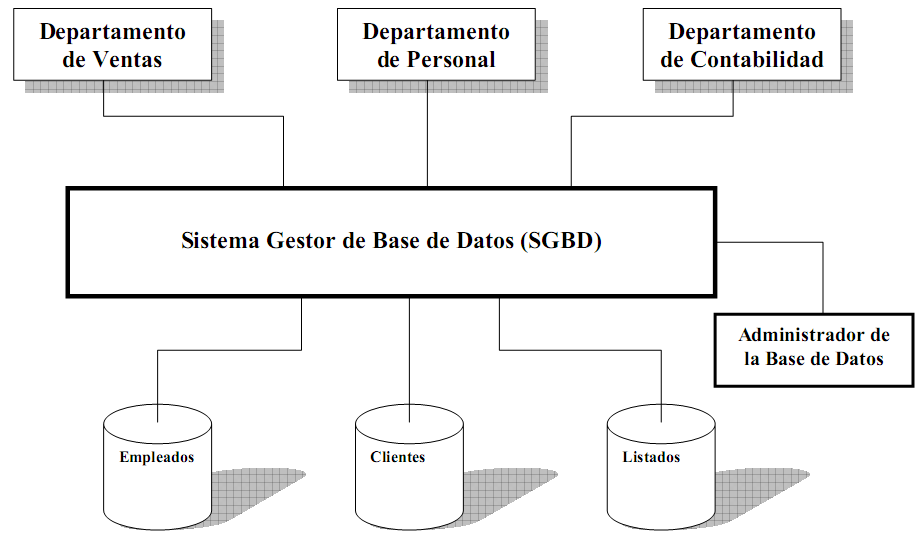 Departamento
de Ventas
Departamento
de Personal
Departamento
de Contabilidad
Sistema Gestor de Base de Datos (SGBD)
Administrador de
la Base de Datos
Empleados
Clientes
Listados